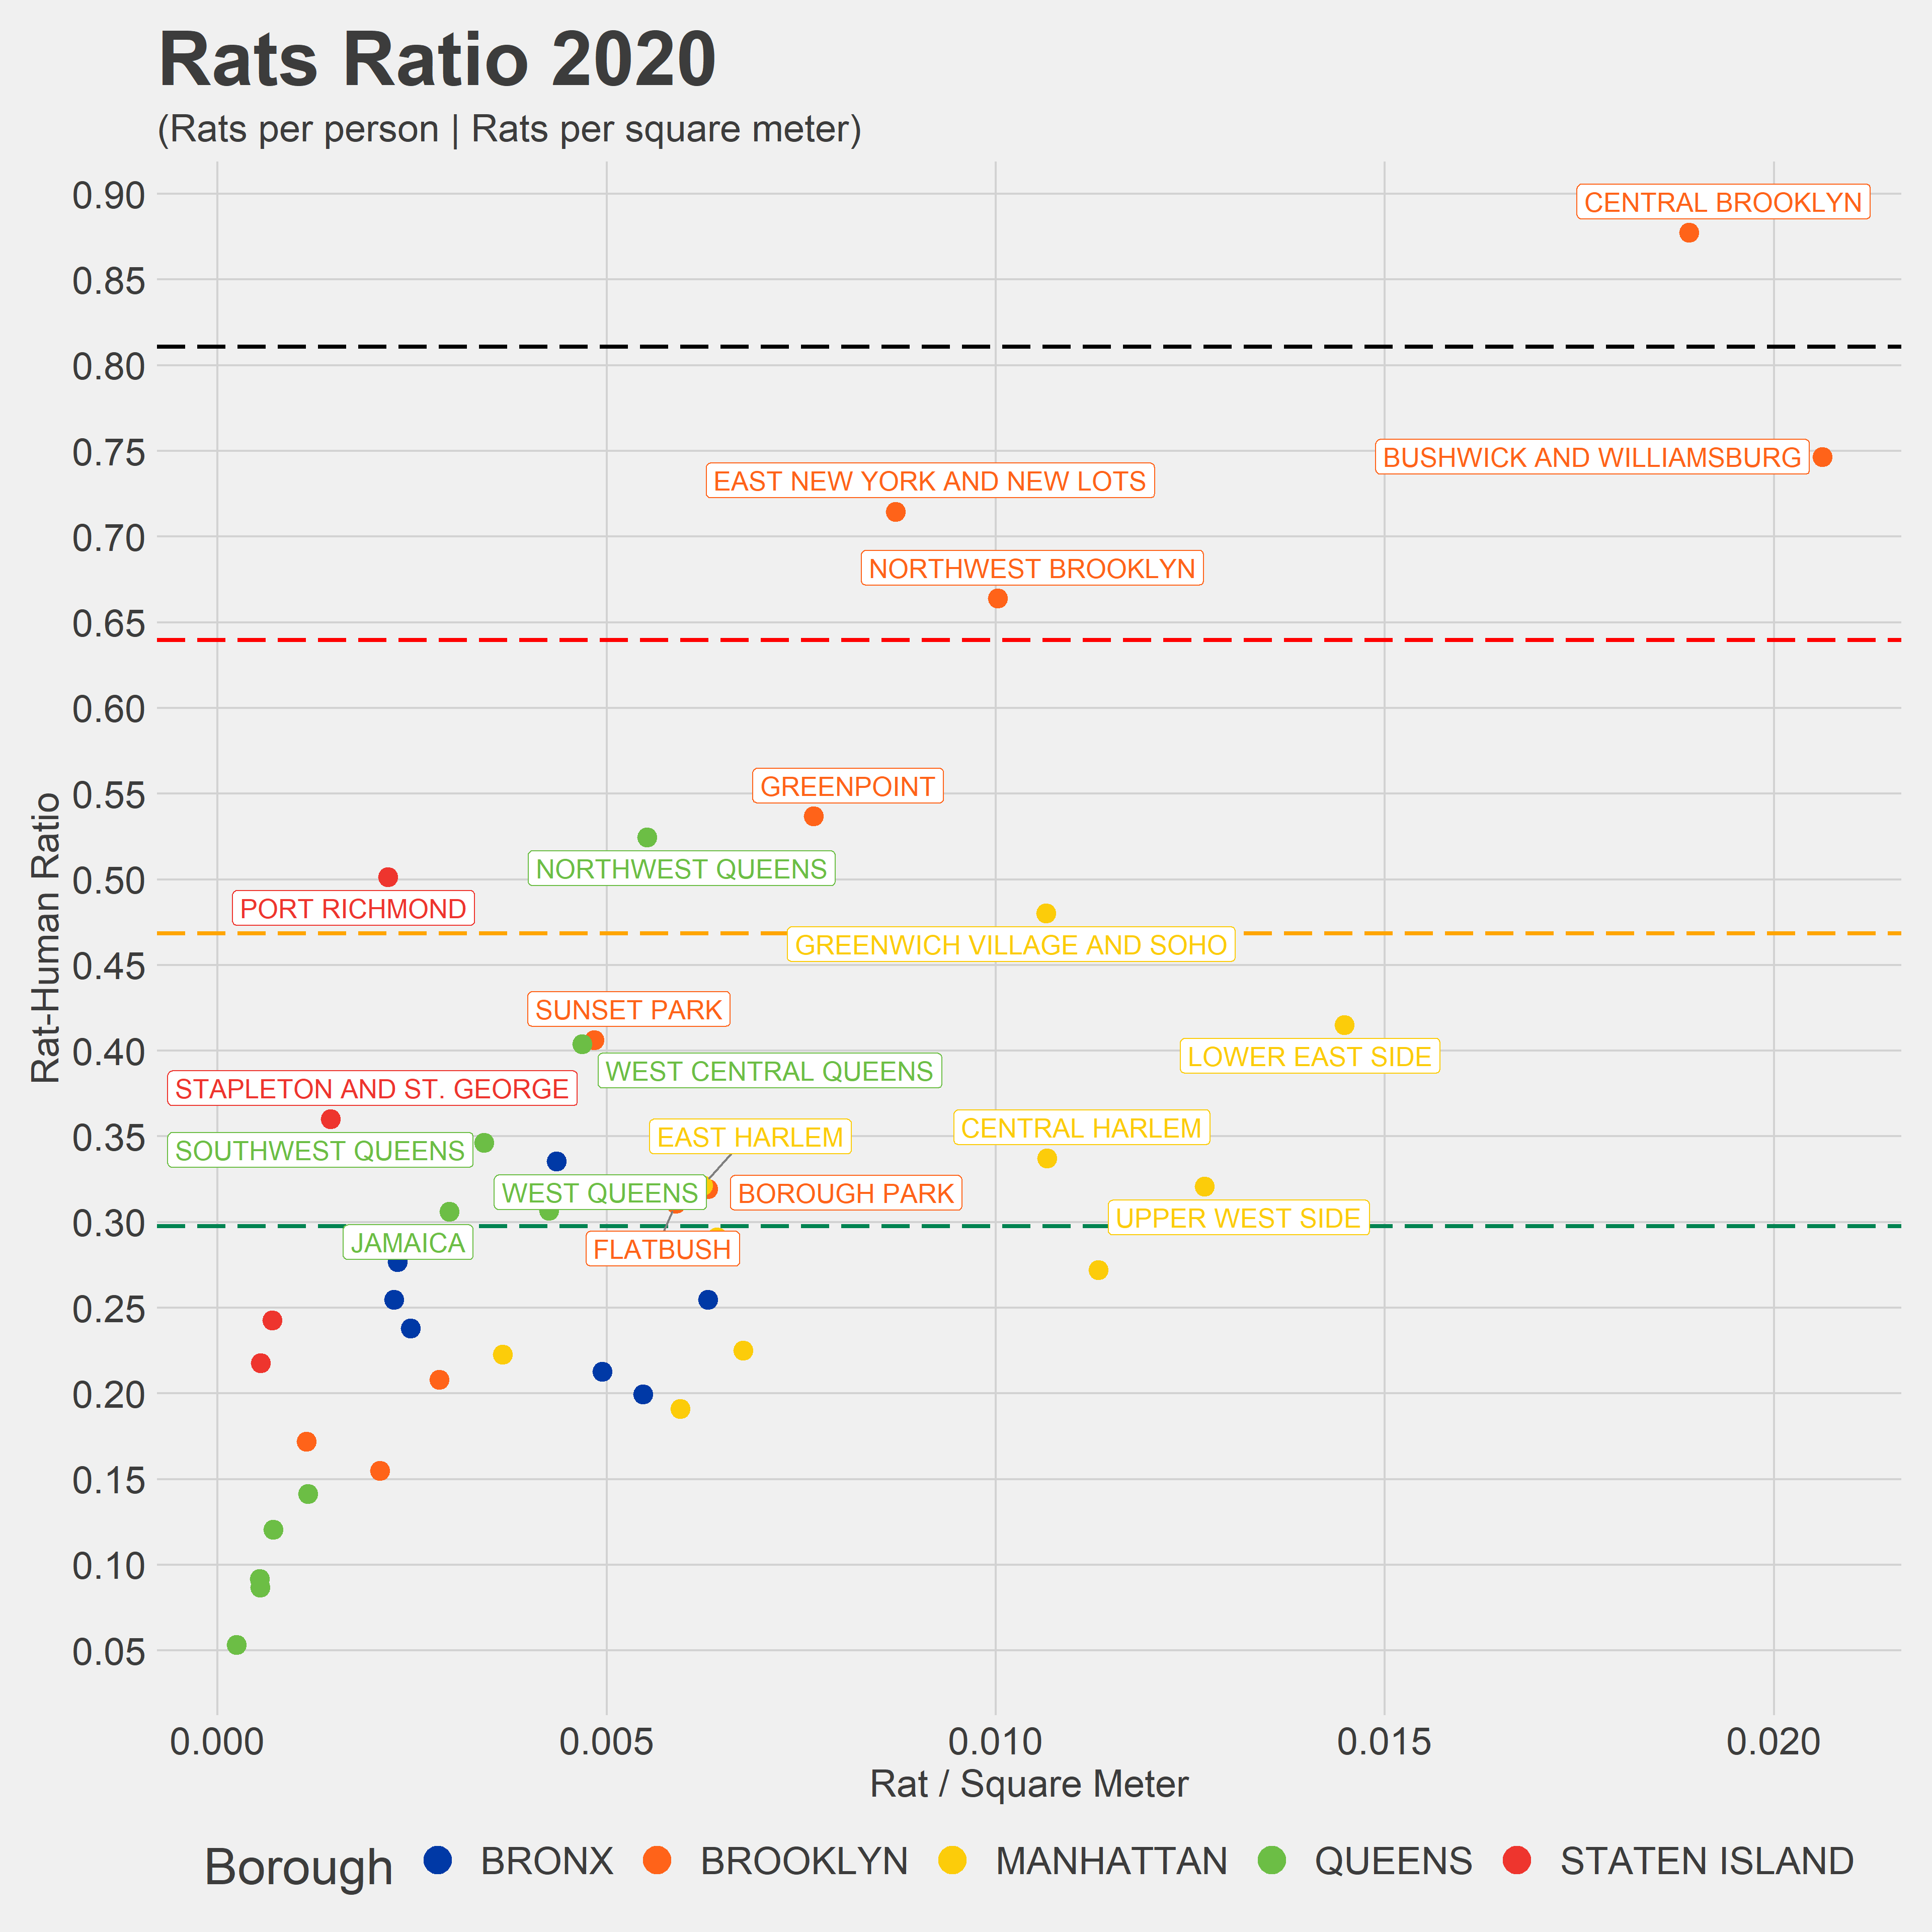 Rats Ratio 2020
(Rats per person | Rats per square meter)
Rat-Human Ratio
0.90
0.85
0.80
0.75
0.70
0.65
0.60
0.55
0.50
0.45
0.40
0.35
0.30
0.25
0.20
0.15
0.10
0.05
CENTRAL BROOKLYN
BUSHWICK AND WILLIAMSBURG
EAST NEW YORK AND NEW LOTS
NORTHWEST BROOKLYN
GREENPOINT
NORTHWEST QUEENS
PORT RICHMOND
GREENWICH VILLAGE AND SOHO
SUNSET PARK
LOWER EAST SIDE
WEST CENTRAL QUEENS
STAPLETON AND ST. GEORGE
CENTRAL HARLEM
EAST HARLEM
SOUTHWEST QUEENS
WEST QUEENS
BOROUGH PARK
UPPER WEST SIDE
JAMAICA
FLATBUSH
0.000
0.005
0.010
0.015
0.020
Rat / Square Meter
Borough
BRONX
BROOKLYN
MANHATTAN
QUEENS
STATEN ISLAND